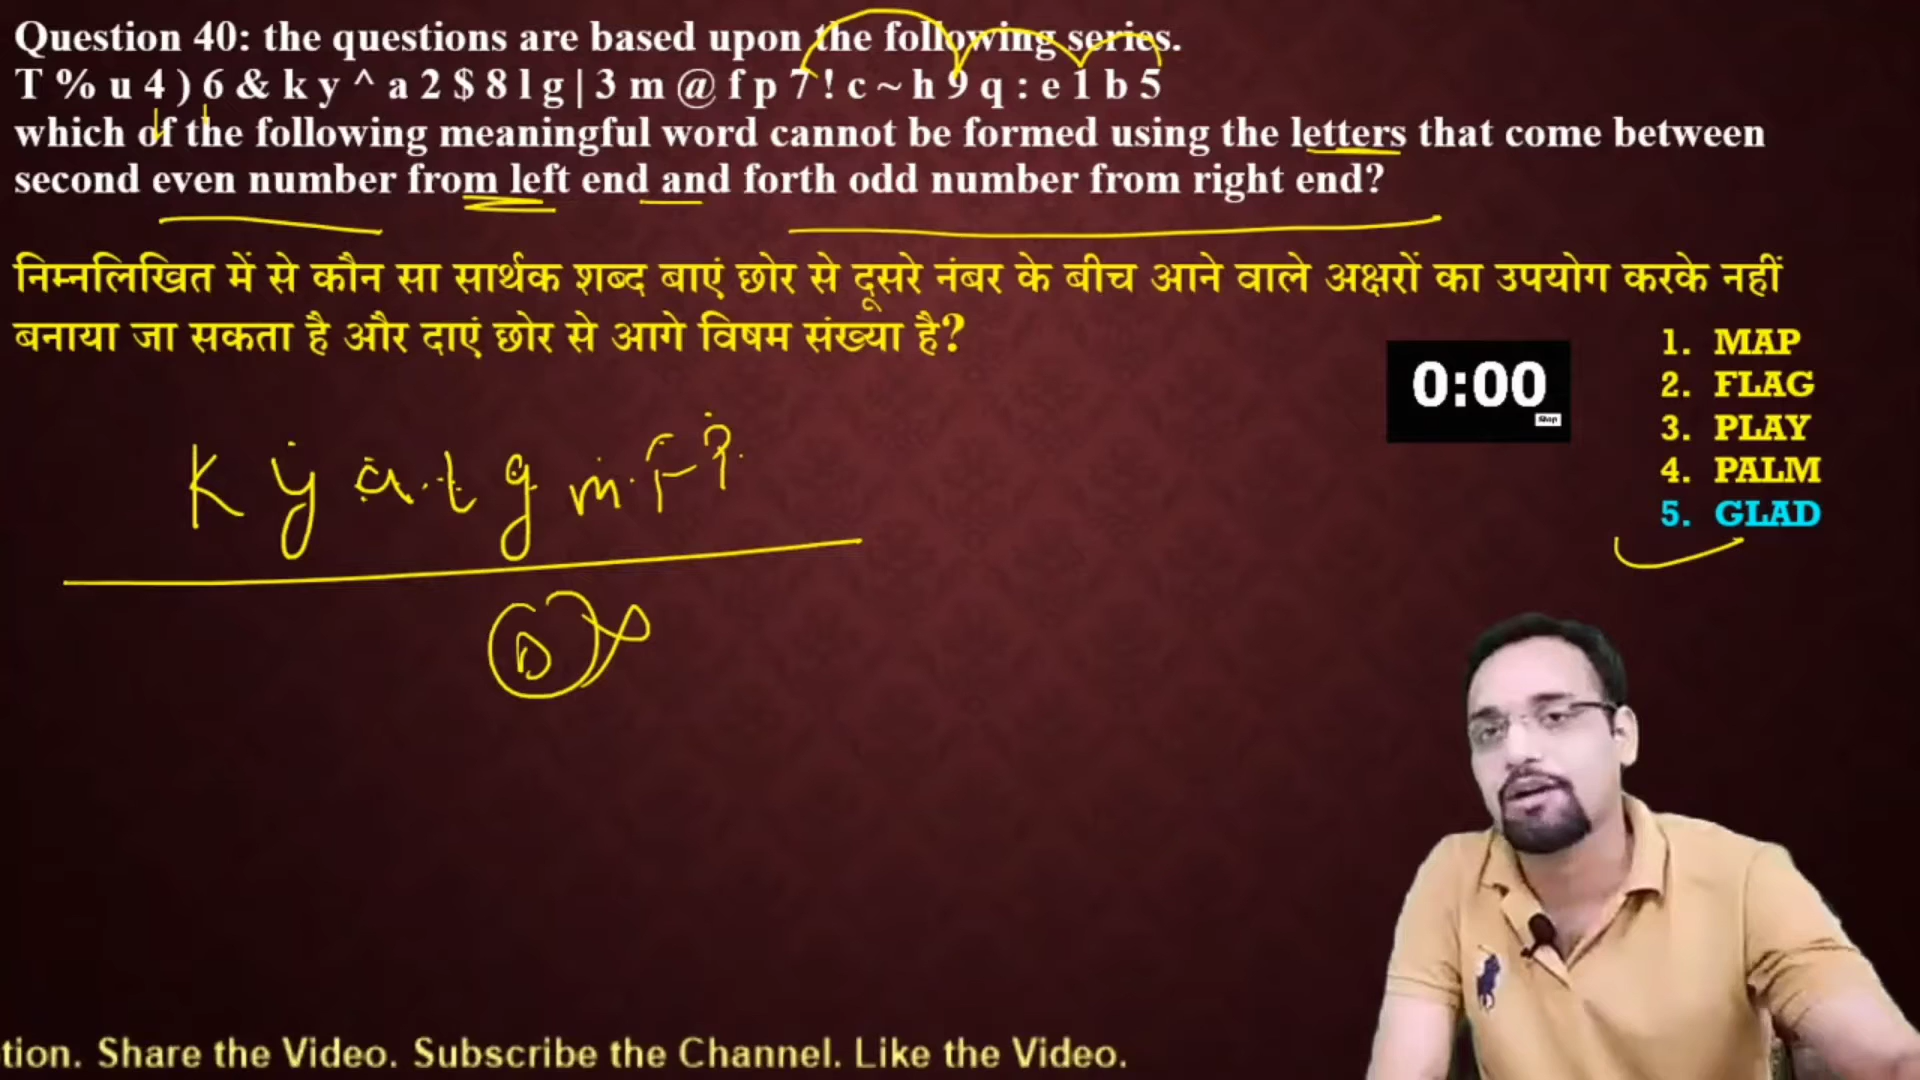 Question 40: the questions are based upon the following series.
T % u 4 ) 6 & k y ^ a 2 $ 8 l g | 3 m @ f p 7 ! c ~ h 9 q : e 1 b 5
which of the following meaningful word cannot be formed using the letters that come between
second even number from left end and forth odd number from right end?
निम्नलिखित में से कौन सा सार्थक शब्द बाएं छोर से दूसरे नंबर के बीच आने वाले अक्षरों का उपयोग करके नहीं
बनाया जा सकता है और दाएं छोर से आगे विषम संख्या है?
1. MAP
2. FLAG
3. PLAY
4. PALM
5. GLAD
0:00
Stop
K y a l g m F P
D
tion. Share the Video. Subscribe the Channel. Like the Video.